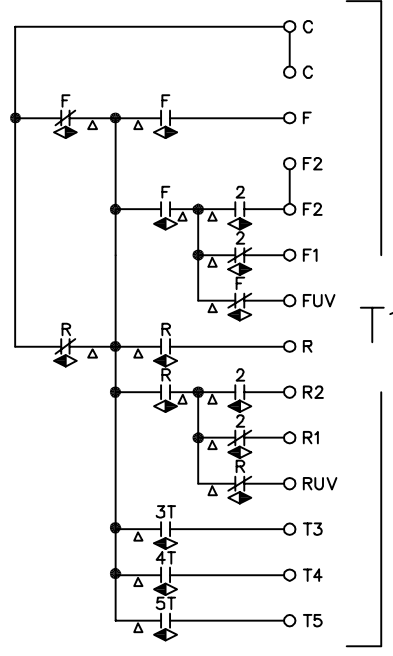 C
C
F F F
F2
F 2 F2
2 F1
F FUV
R R R
R 2 R2
2 R1
R RUV
3T T3
4T T4
5T T5